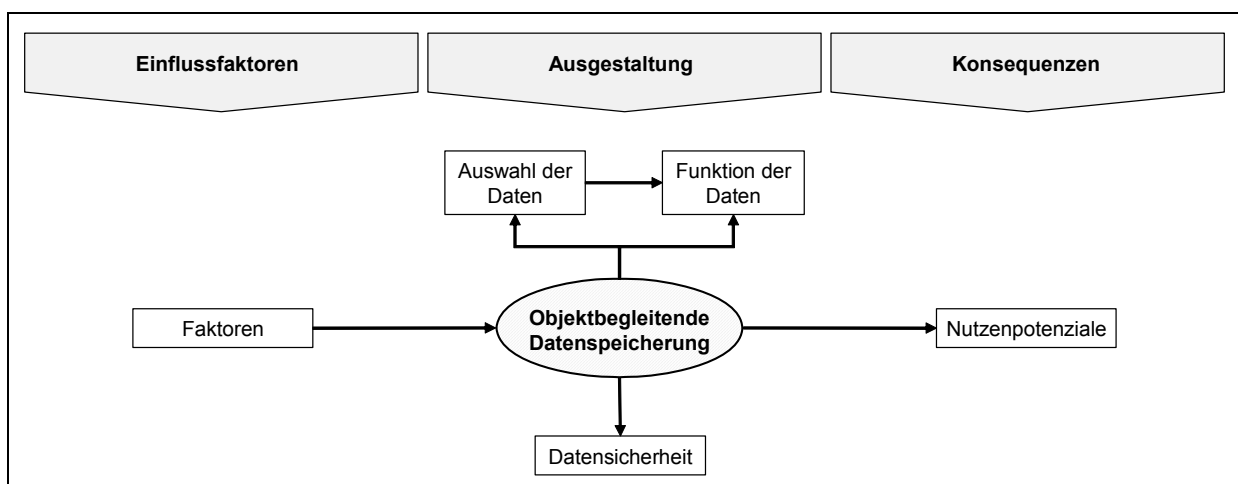 Einflussfaktoren
Ausgestaltung
Konsequenzen
Auswahl der
Daten
Funktion der
Daten
Faktoren
Objektbegleitende
Datenspeicherung
Nutzenpotenziale
Datensicherheit